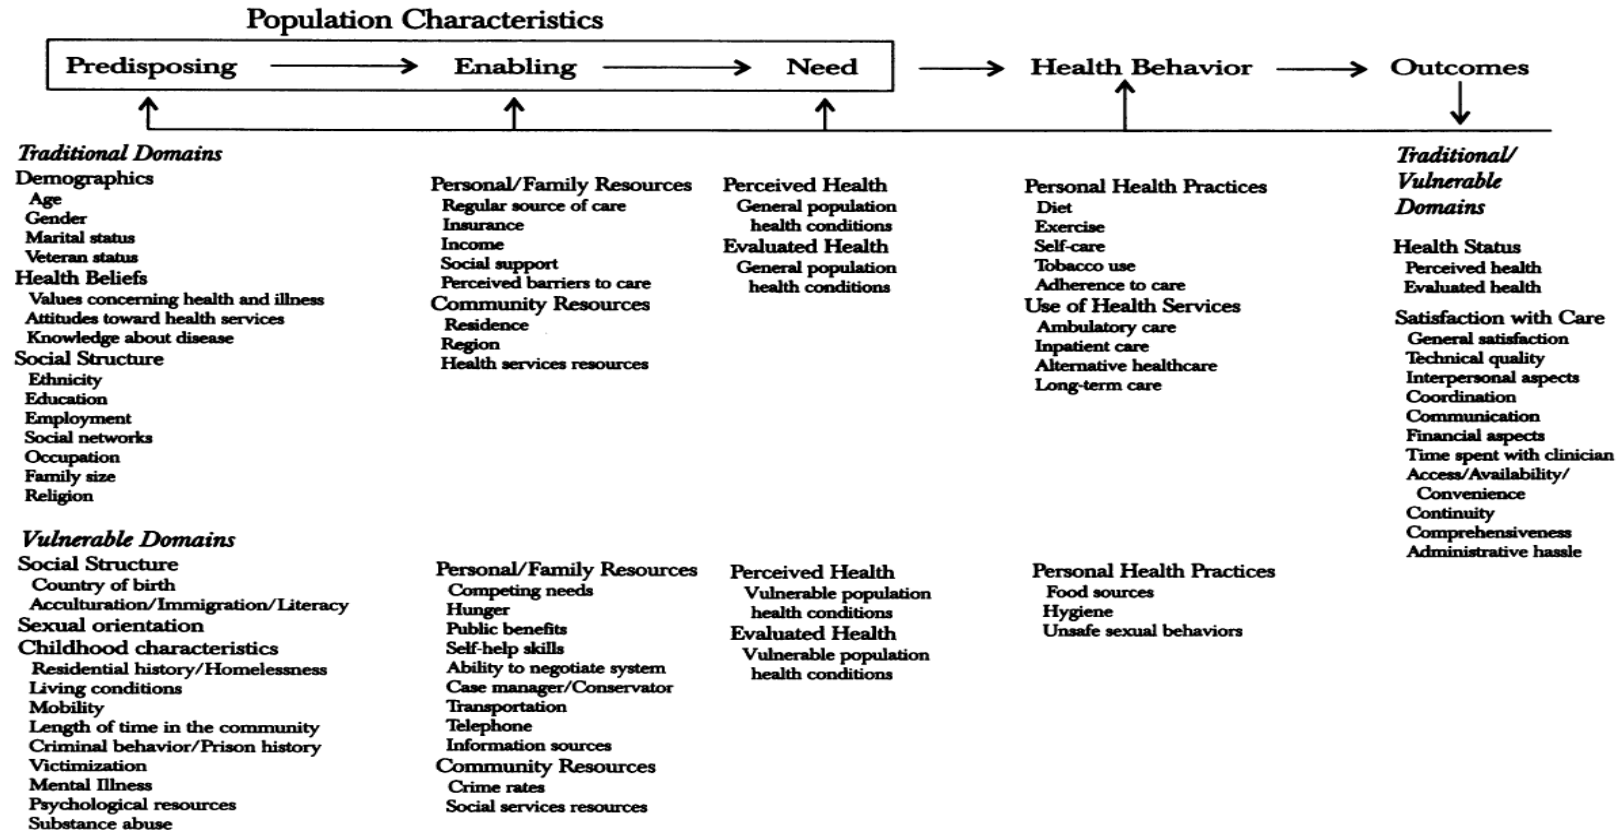 Population Characteristics
Predisposing
Enabling
Need
Health Behavior
Outcomes
Traditional Domains
Demographics
Age
Gender
Marital status
Veteran status
Health Beliefs
Values concerning health and illness
Attitudes toward health services
Knowledge about disease
Social Structure
Ethnicity
Education
Employment
Social networks
Occupation
Family size
Religion
Personal/Family Resources
Regular source of care
Insurance
Income
Social support
Perceived barriers to care
Community Resources
Residence
Region
Health services resources
Perceived Health
General population
health conditions
Evaluated Health
General population
health conditions
Personal Health Practices
Diet
Exercise
Self-care
Tobacco use
Adherence to care
Use of Health Services
Ambulatory care
Inpatient care
Alternative healthcare
Long-term care
Traditional/
Vulnerable
Domains
Health Status
Perceived health
Evaluated health
Satisfaction with Care
General satisfaction
Technical quality
Interpersonal aspects
Coordination
Communication
Financial aspects
Time spent with clinician
Access/Availability/
Convenience
Continuity
Comprehensiveness
Administrative hassle
Vulnerable Domains
Social Structure
Country of birth
Acculturation/Immigration/Literacy
Sexual orientation
Childhood characteristics
Residential history/Homelessness
Living conditions
Mobility
Length of time in the community
Criminal behavior/Prison history
Victimization
Mental Illness
Psychological resources
Substance abuse
Personal/Family Resources
Competing needs
Hunger
Public benefits
Self-help skills
Ability to negotiate system
Case manager/Conservator
Transportation
Telephone
Information sources
Community Resources
Crime rates
Social services resources
Perceived Health
Vulnerable population
health conditions
Evaluated Health
Vulnerable population
health conditions
Personal Health Practices
Food sources
Hygiene
Unsafe sexual behaviors